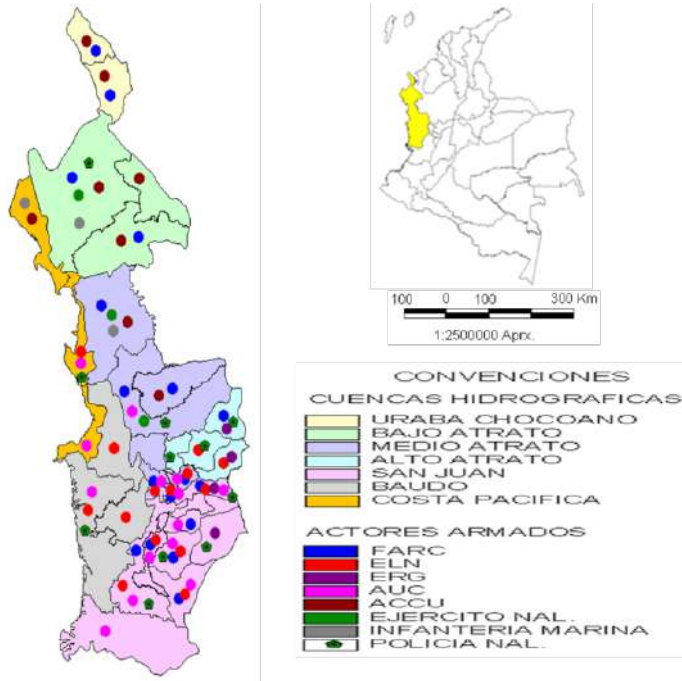 100 0 100 300 Km
1:2500000 Aprx.
CONVENCIONES
CUENCAS HIDROGRAFICAS
URABA CHOCOANO
BAJO ATRATO
MEDIO ATRATO
ALTO ATRATO
SAN JUAN
BAUDO
COSTA PACIFICA
ACTORES ARMADOS
FARC
ELN
ERG
AUC
ACCU
EJERCITO NAL.
INFANTERIA MARINA
POLICIA NAL.